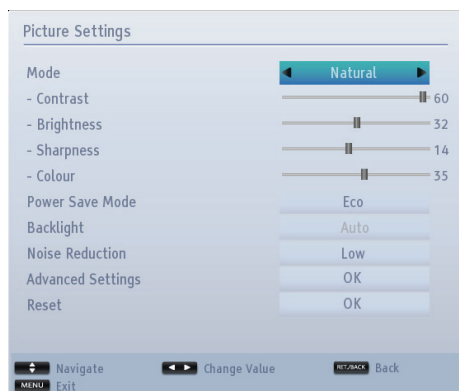 Picture Settings
Mode Natural
- Contrast 60
- Brightness 32
- Sharpness 14
- Colour 35
Power Save Mode Eco
Backlight Auto
Noise Reduction Low
Advanced Settings OK
Reset OK
Navigate Change Value RET./BACK Back
MENU Exit